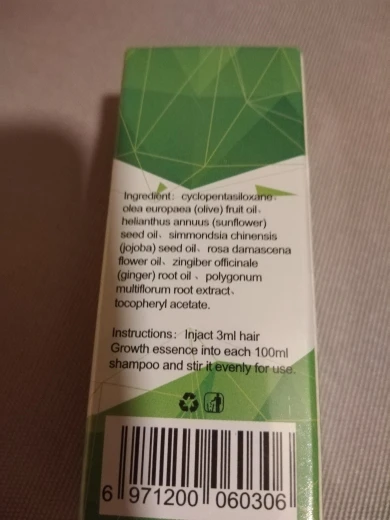 Ingredient： cyclopentasiloxane、
olea europaea (olive) fruit oil、
helianthus annuus (sunflower)
seed oil、 simmondsia chinensis
(jojoba) seed oil、 rosa damascena
flower oil、 zingiber officinale
(ginger) root oil 、 polygonum
multiflorum root extract、
tocopheryl acetate.
Instructions： Injact 3ml hair
Growth essence into each 100ml
shampoo and stir it evenly for use.
6 971200 060306